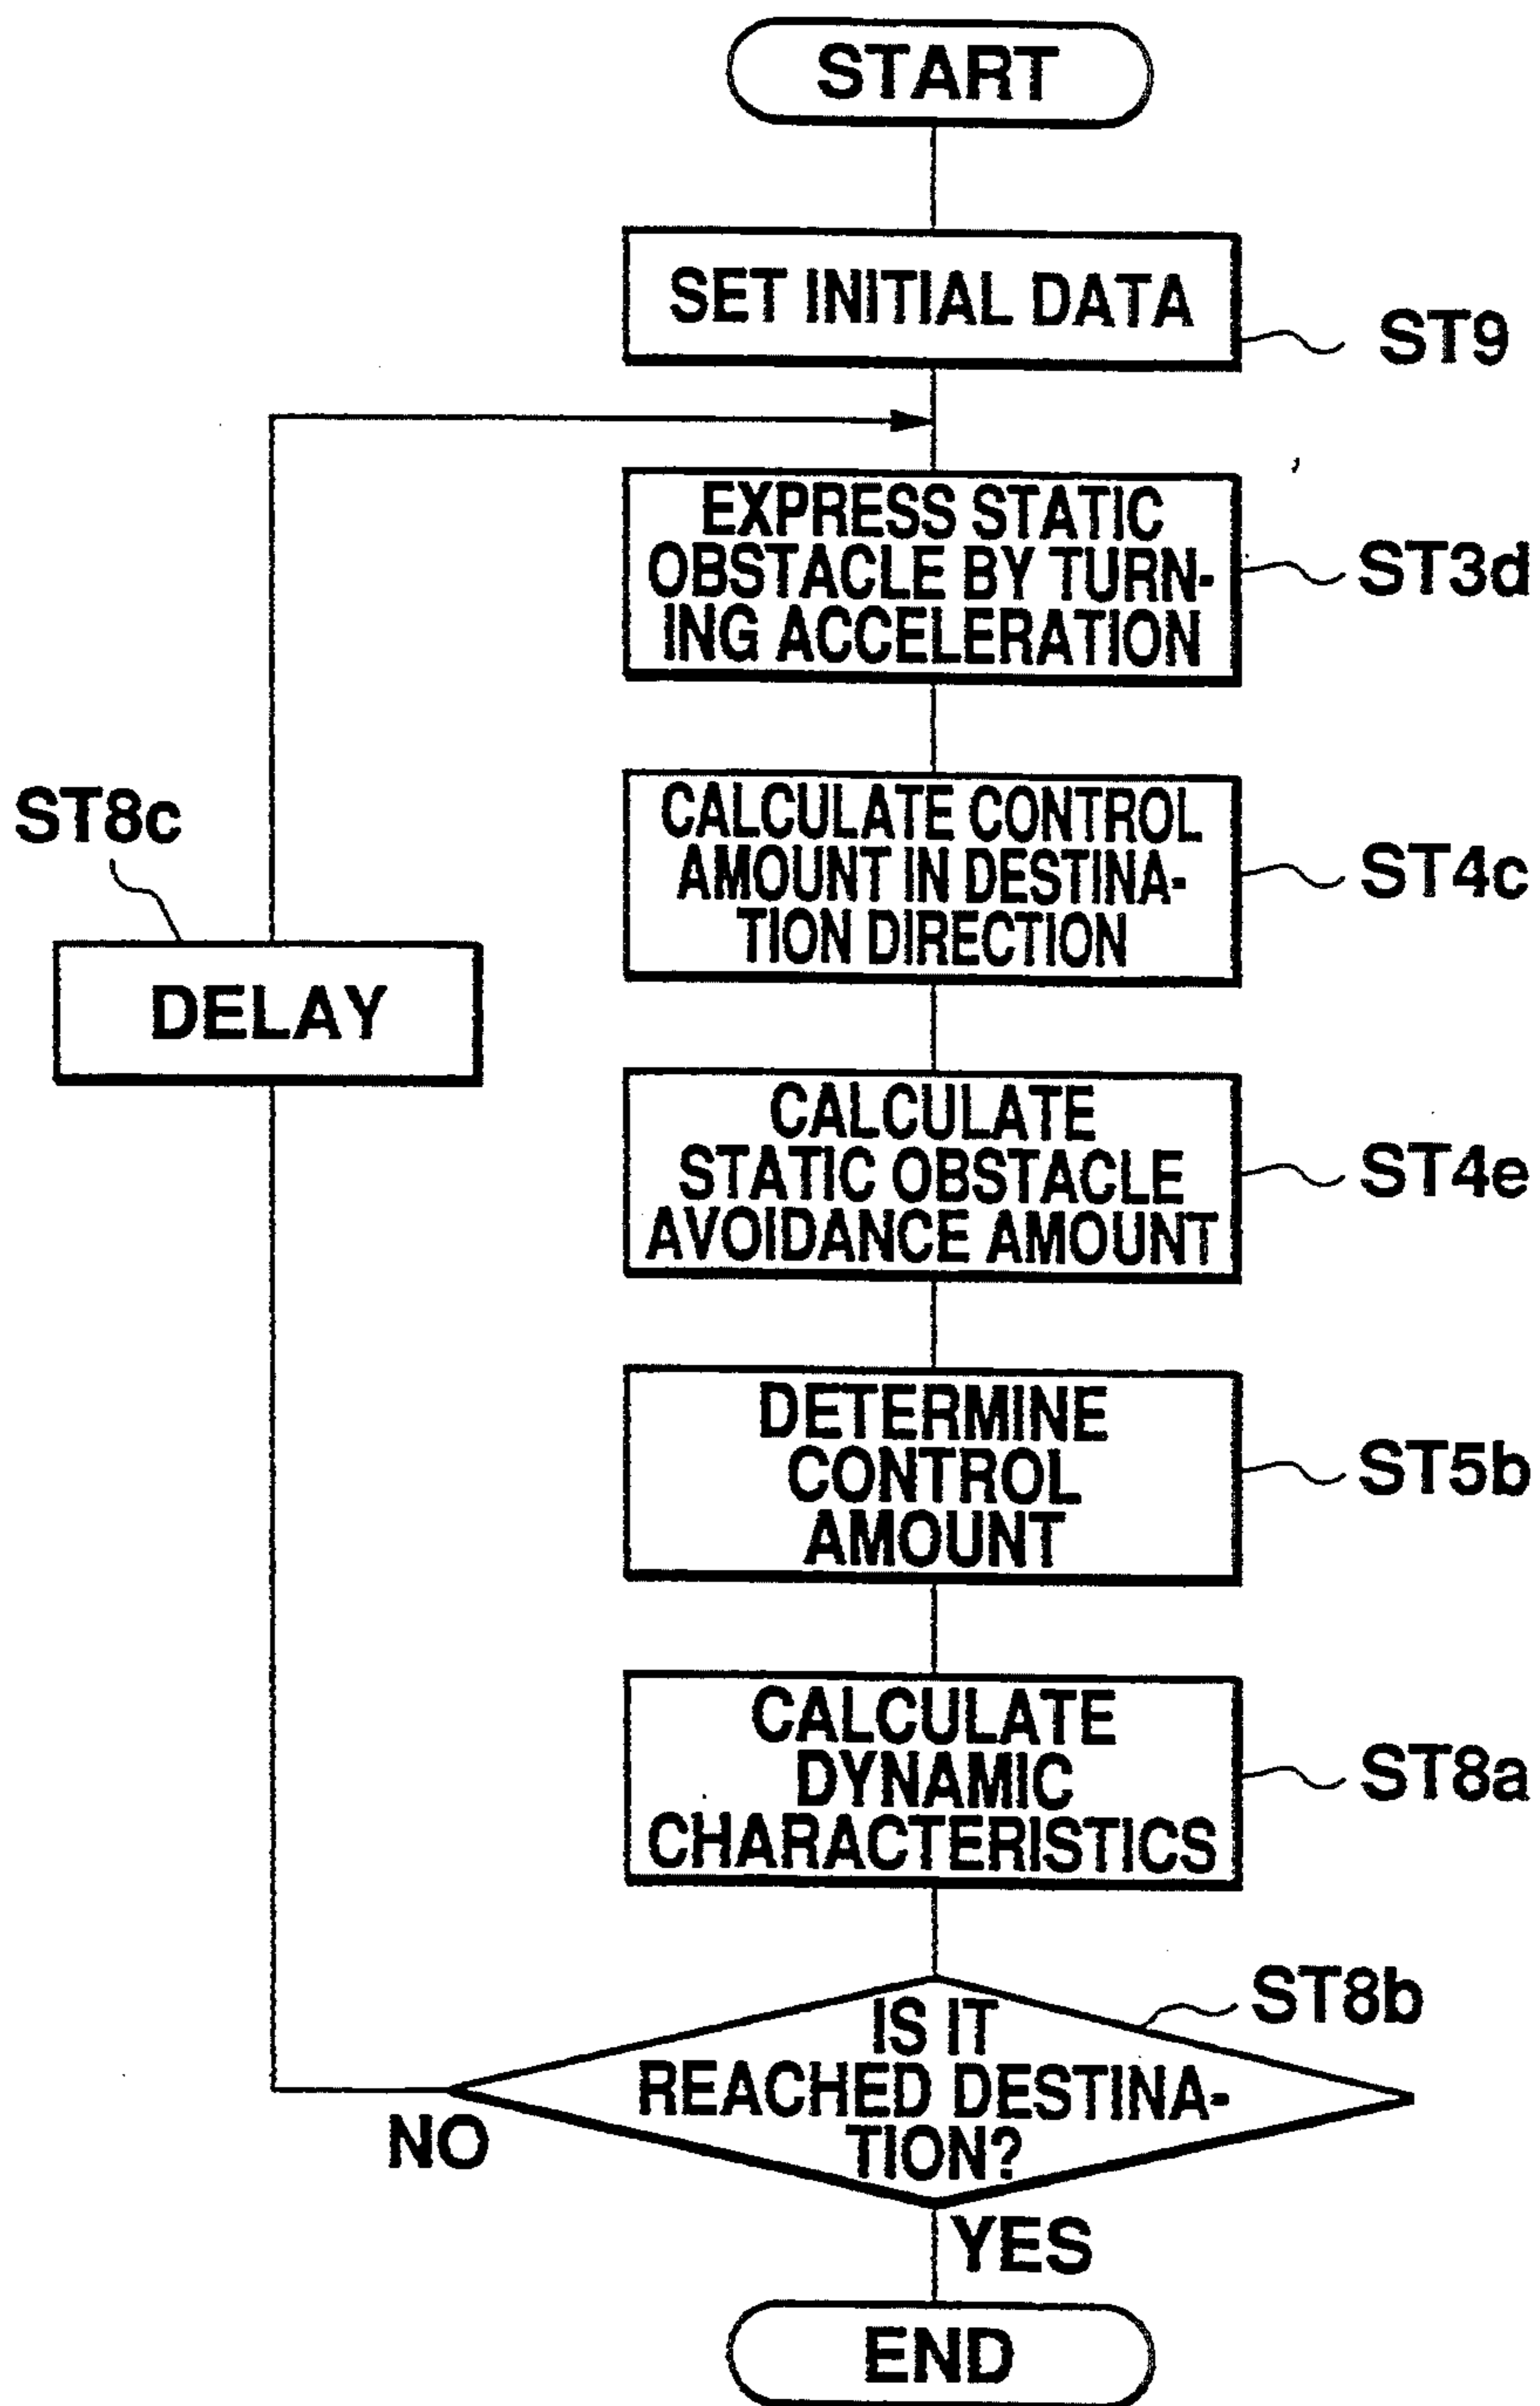 START
SET INITIAL DATA
ST9
EXPRESS STATIC
OBSTACLE BY TURN-
ING ACCELERATION
ST3d
CALCULATE CONTROL
AMOUNT IN DESTINA-
TION DIRECTION
ST4c
ST8c
DELAY
CALCULATE
STATIC OBSTACLE
AVOIDANCE AMOUNT
ST4e
DETERMINE
CONTROL
AMOUNT
ST5b
CALCULATE
DYNAMIC
CHARACTERISTICS
ST8a
IS IT
REACHED DESTINA-
TION?
ST8b
NO
YES
END